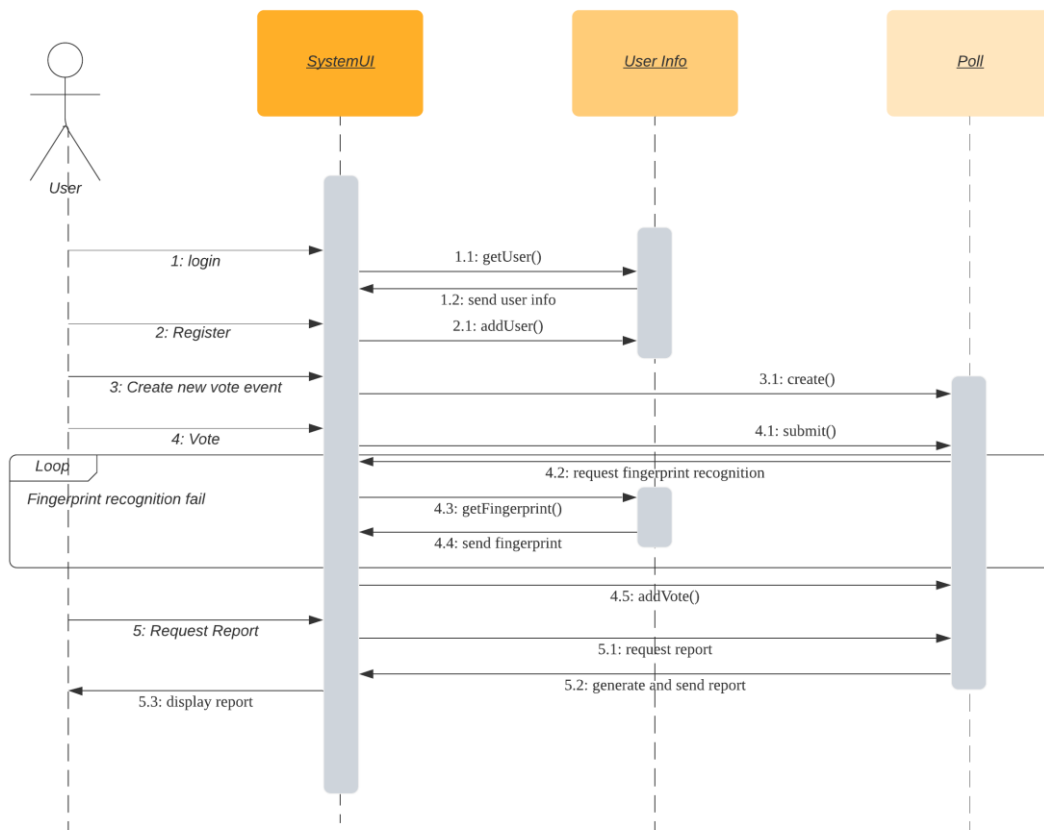 SystemUI
User Info
Poll
User
1: login
1.1: getUser()
1.2: send user info
2: Register
2.1: addUser()
3: Create new vote event
3.1: create()
4: Vote
4.1: submit()
Loop
4.2: request fingerprint recognition
Fingerprint recognition fail
4.3: getFingerprint()
4.4: send fingerprint
4.5: addVote()
5: Request Report
5.1: request report
5.2: generate and send report
5.3: display report